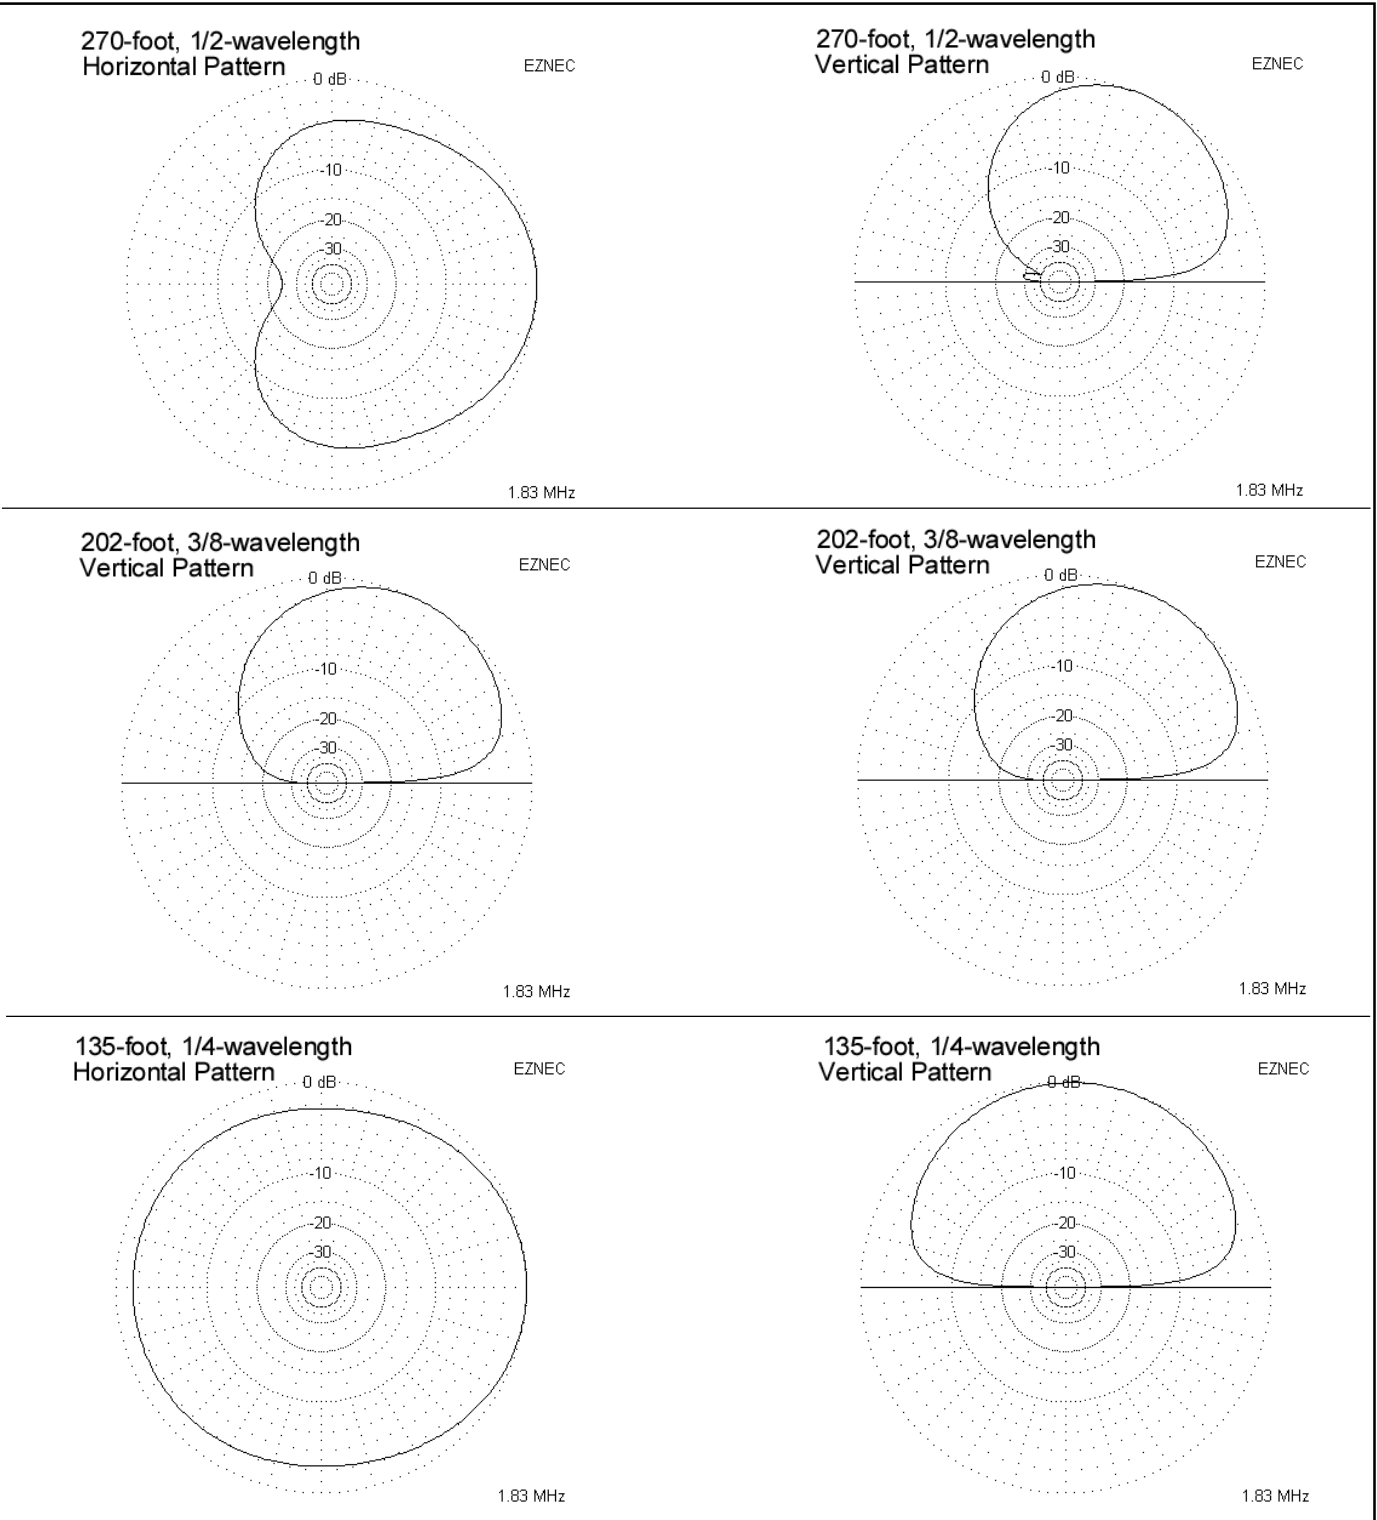 270-foot, 1/2-wavelength
Horizontal Pattern
EZNEC
0 dB
-10
-20
-30
1.83 MHz
270-foot, 1/2-wavelength
Vertical Pattern
EZNEC
0 dB
-10
-20
-30
1.83 MHz
202-foot, 3/8-wavelength
Vertical Pattern
EZNEC
0 dB
-10
-20
-30
1.83 MHz
202-foot, 3/8-wavelength
Vertical Pattern
EZNEC
0 dB
-10
-20
-30
1.83 MHz
135-foot, 1/4-wavelength
Horizontal Pattern
EZNEC
0 dB
-10
-20
-30
1.83 MHz
135-foot, 1/4-wavelength
Vertical Pattern
EZNEC
0 dB
-10
-20
-30
1.83 MHz